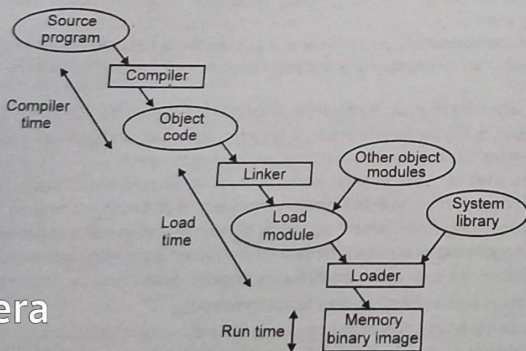 Source
program
Compiler
Compiler
time
Object
code
Linker
Other object
modules
Load
time
Load
module
System
library
Loader
era
Run time
Memory
binary image